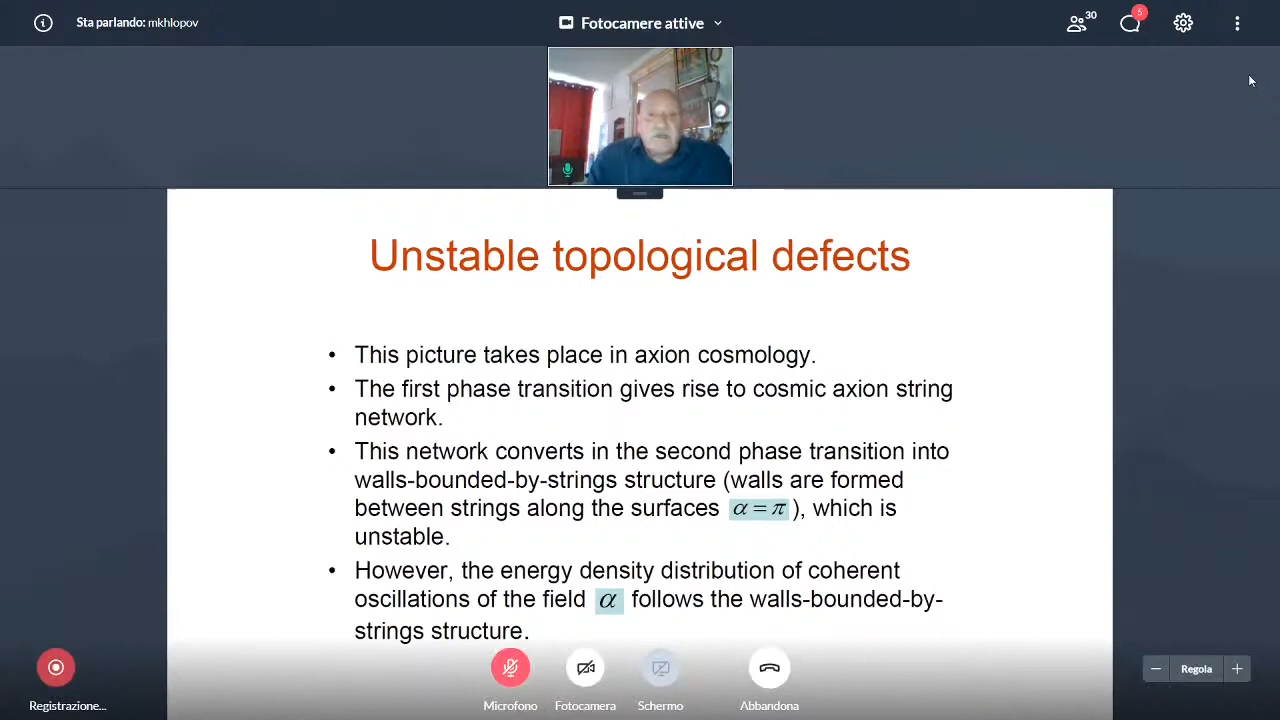 Sta parlando: mkhlopov
Fotocamere attive
30
5
Unstable topological defects
• This picture takes place in axion cosmology.
• The first phase transition gives rise to cosmic axion string
network.
• This network converts in the second phase transition into
walls-bounded-by-strings structure (walls are formed
between strings along the surfaces α = π ), which is
unstable.
• However, the energy density distribution of coherent
oscillations of the field α follows the walls-bounded-by-
strings structure.
Registrazione...
Microfono
Fotocamera
Schermo
Abbandona
Regola